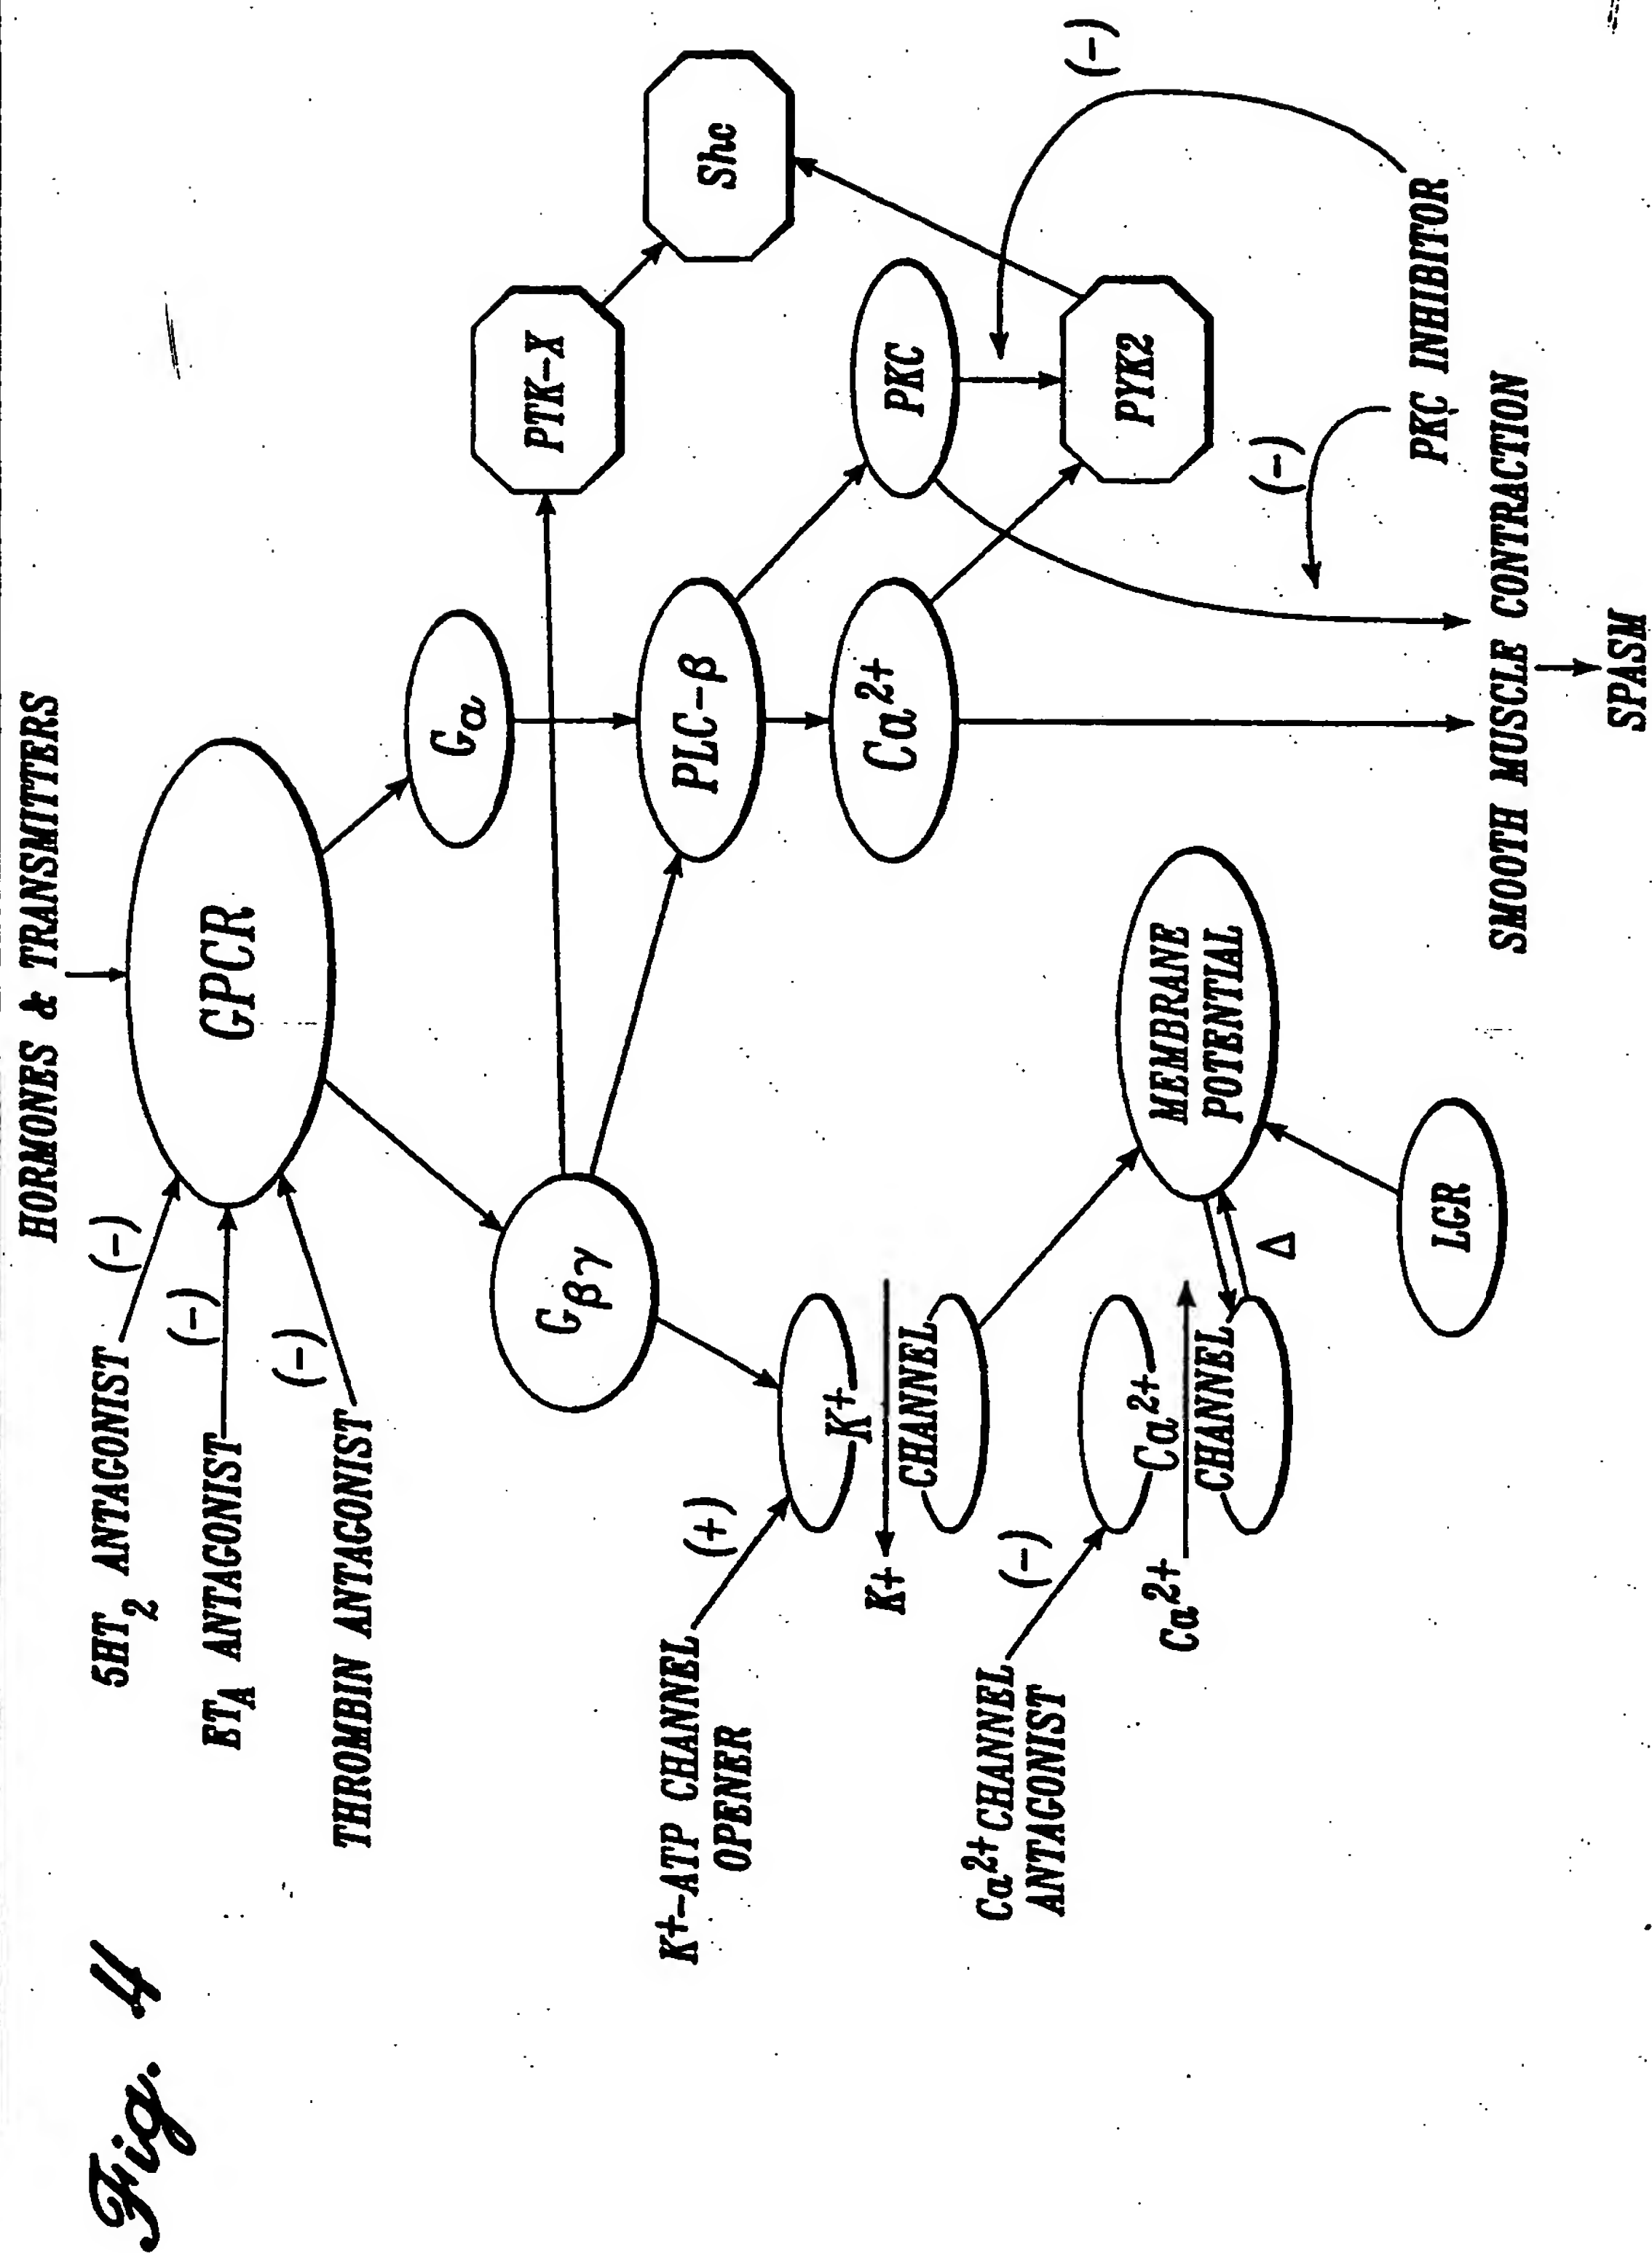 Fig. 4
HORMONES & TRANSMITTERS
5HT2 ANTAGONIST
(-)
ETA ANTAGONIST
(-)
THROMBIN ANTAGONIST
(-)
GPCR
Gα
Gβγ
PTK-X
Shc
K+-ATP CHANNEL
OPENER
(+)
K+
CHANNEL
K+
PLC-β
Ca2+
PKC
PYK2
(-)
Ca2+ CHANNEL
ANTAGONIST
(-)
Ca2+
CHANNEL
Ca2+
Δ
MEMBRANE
POTENTIAL
LGR
(-)
PKC INHIBITOR
SMOOTH MUSCLE CONTRACTION
SPASM